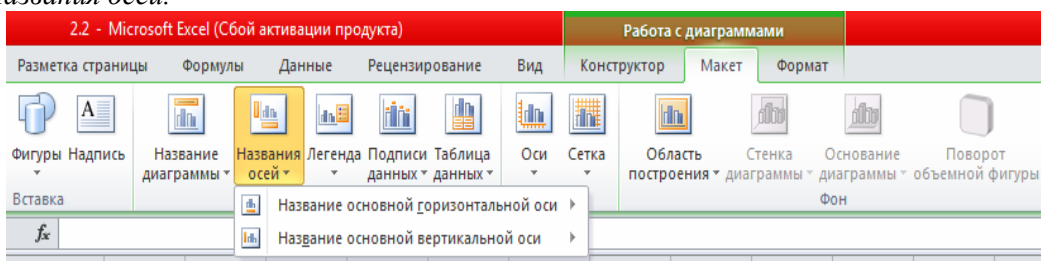 названия осей.
2.2 - Microsoft Excel (Сбой активации продукта)
Работа с диаграммами
Разметка страницы Формулы Данные Рецензирование Вид Конструктор Макет Формат
Фигуры Надпись Название диаграммы Названия осей Легенда Подписи данных Таблица данных Оси Сетка Область построения Стенка диаграммы Основание диаграммы Поворот объемной фигуры
Вставка Фон
Название основной горизонтальной оси
fx
Название основной вертикальной оси